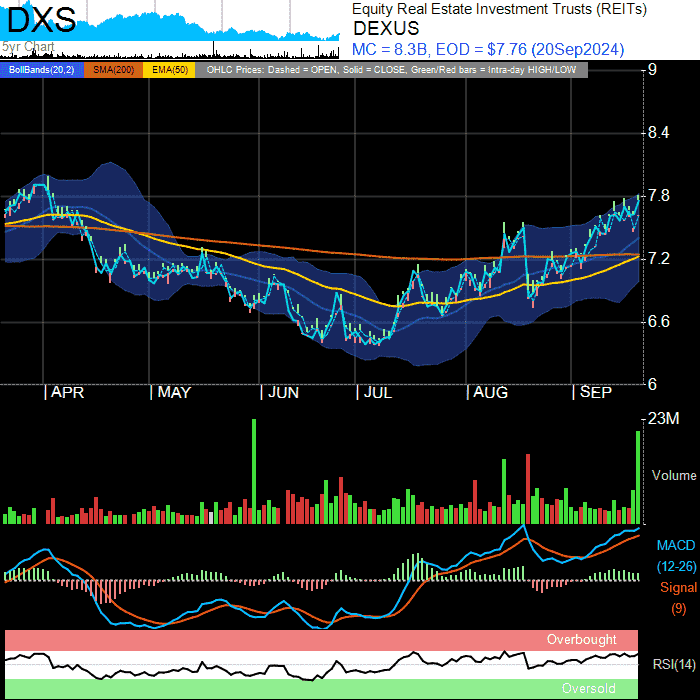 DXS
5yr Chart
Equity Real Estate Investment Trusts (REITs)
DEXUS
MC = 8.3B, EOD = $7.76 (20Sep2024)
BollBands(20,2) SMA(200) EMA(50) OHLC Prices: Dashed = OPEN, Solid = CLOSE, Green/Red bars = Intra-day HIGH/LOW
9
8.4
7.8
7.2
6.6
6
APR MAY JUN JUL AUG SEP
23M
Volume
MACD
(12-26)
Signal
(9)
Overbought
RSI(14)
Oversold